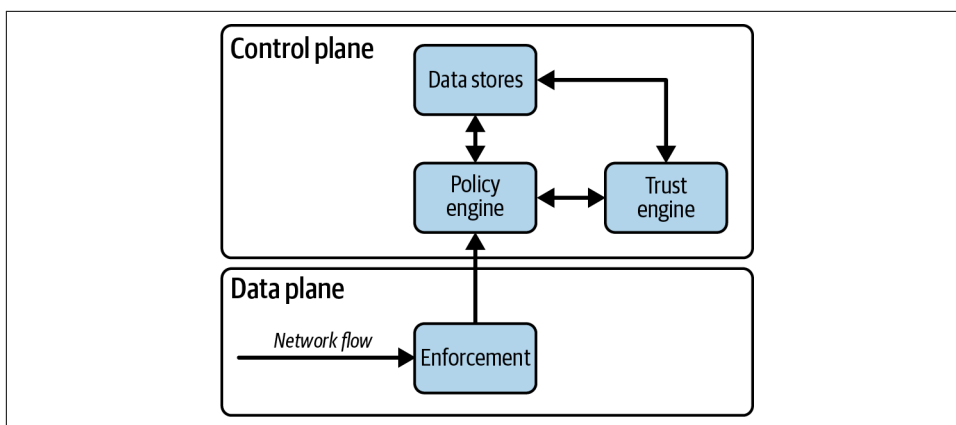 Control plane
Data stores
Policy
engine
Trust
engine
Data plane
Network flow
Enforcement